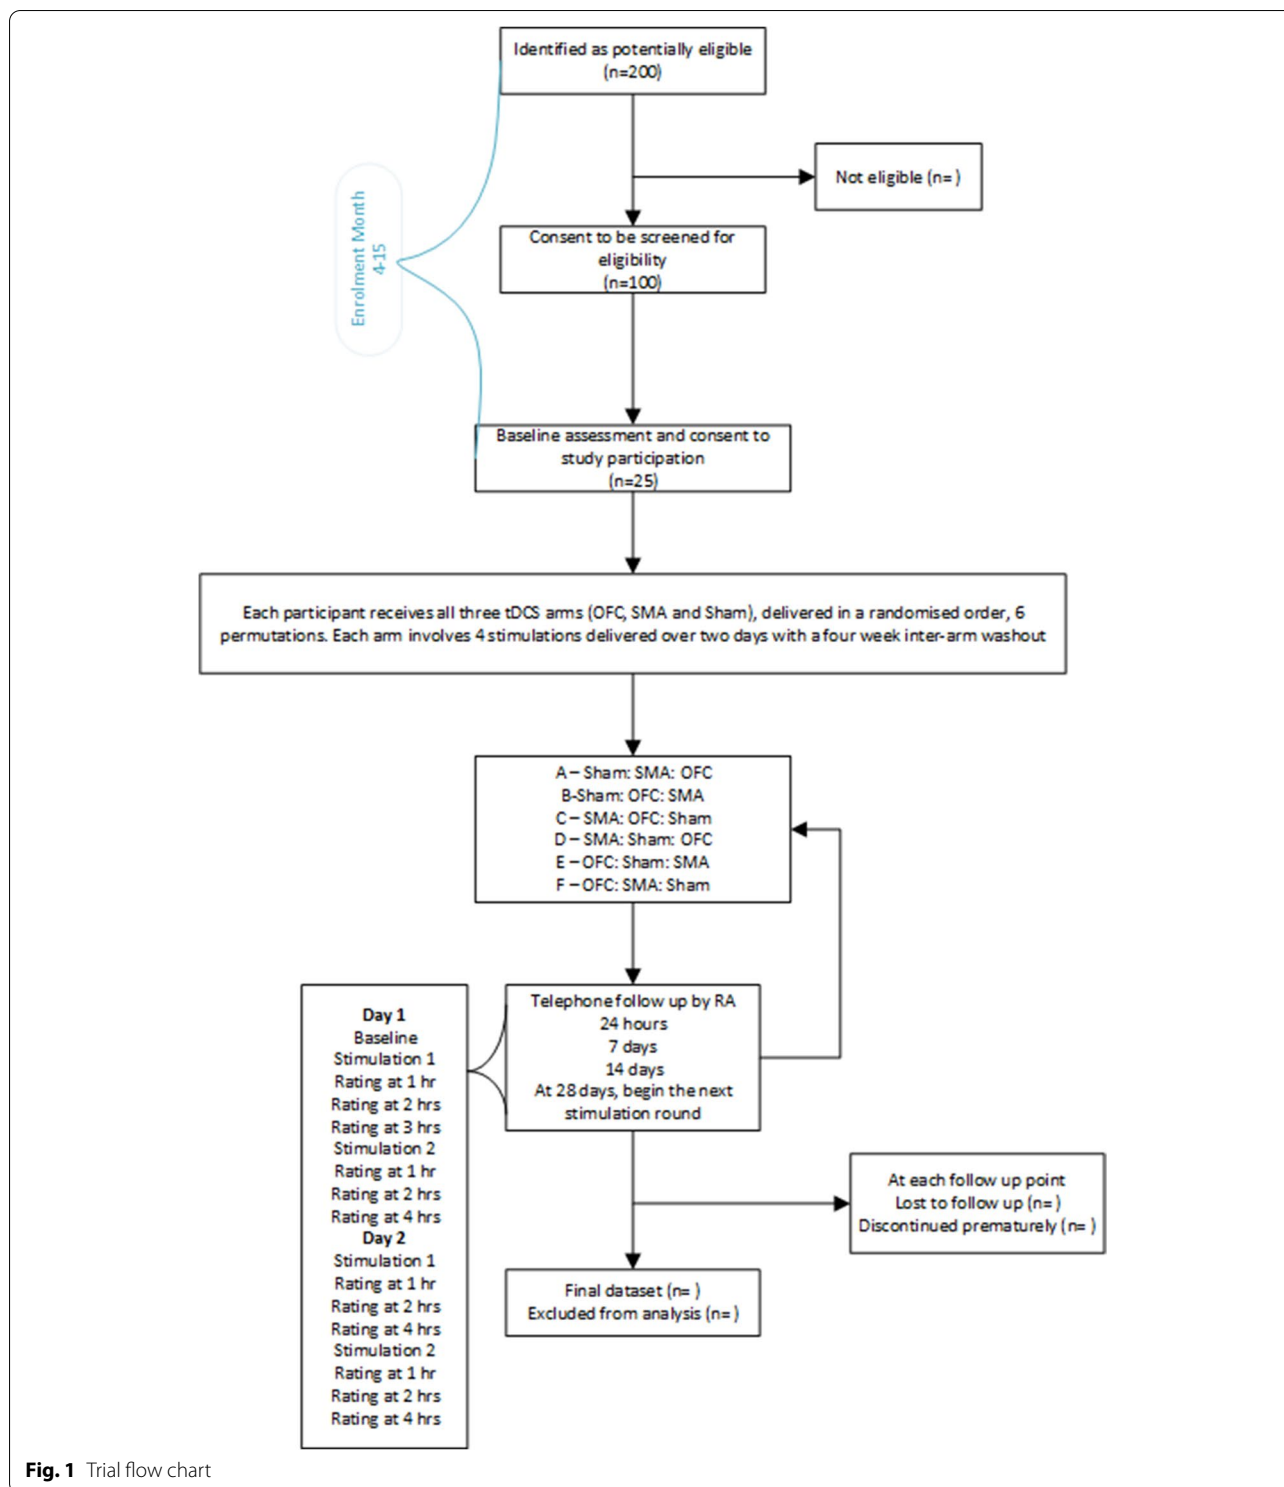 Identified as potentially eligible
(n=200)
Not eligible (n= )
Enrolment Month
4-15
Consent to be screened for
eligibility
(n=100)
Baseline assessment and consent to
study participation
(n=25)
Each participant receives all three tDCS arms (OFC, SMA and Sham), delivered in a randomised order, 6
permutations. Each arm involves 4 stimulations delivered over two days with a four week inter-arm washout
A – Sham: SMA: OFC
B-Sham: OFC: SMA
C – SMA: OFC: Sham
D – SMA: Sham: OFC
E – OFC: Sham: SMA
F – OFC: SMA: Sham
Telephone follow up by RA
24 hours
7 days
14 days
At 28 days, begin the next
stimulation round
Day 1
Baseline
Stimulation 1
Rating at 1 hr
Rating at 2 hrs
Rating at 3 hrs
Stimulation 2
Rating at 1 hr
Rating at 2 hrs
Rating at 4 hrs
Day 2
Stimulation 1
Rating at 1 hr
Rating at 2 hrs
Rating at 4 hrs
Stimulation 2
Rating at 1 hr
Rating at 2 hrs
Rating at 4 hrs
At each follow up point
Lost to follow up (n= )
Discontinued prematurely (n= )
Final dataset (n= )
Excluded from analysis (n= )
Fig. 1 Trial flow chart